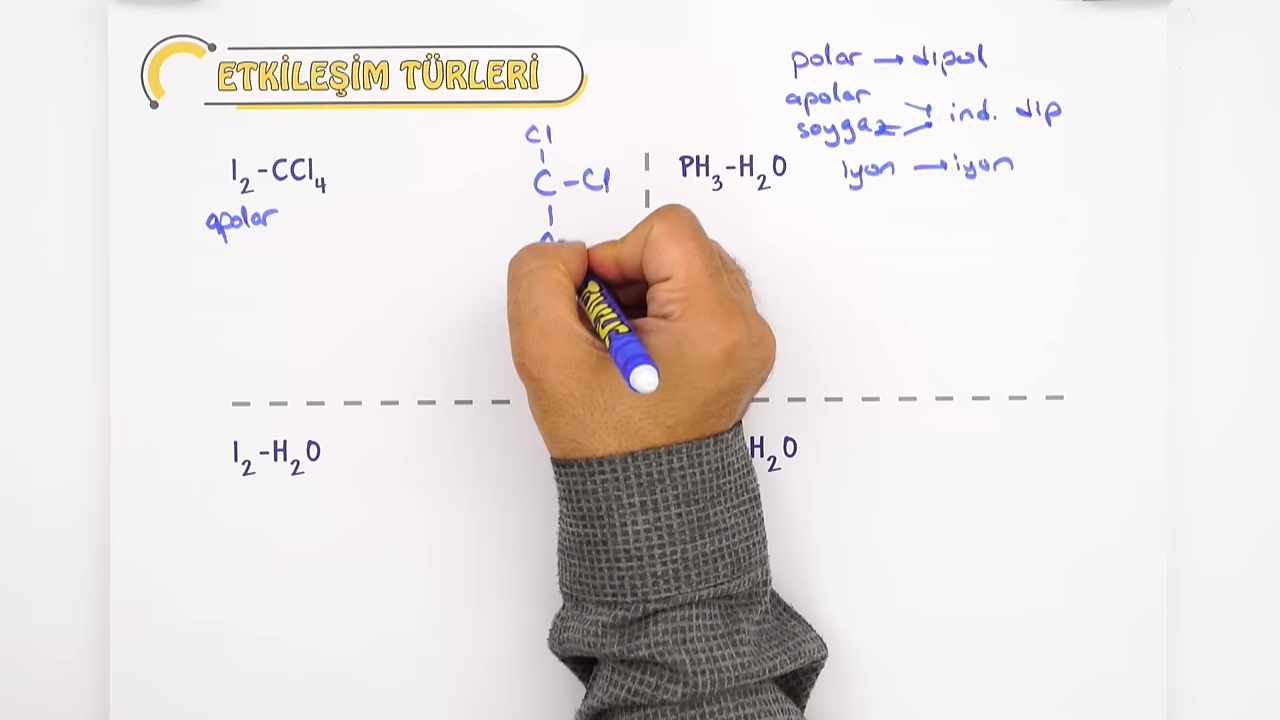 ETKİLEŞİM TÜRLERİ
polar → dipol
apolar
soygaz → ind. dip
iyon → iyon
I₂-CCl₄
apolar
Cl
C-Cl
PH₃-H₂O
I₂-H₂O
H₂O